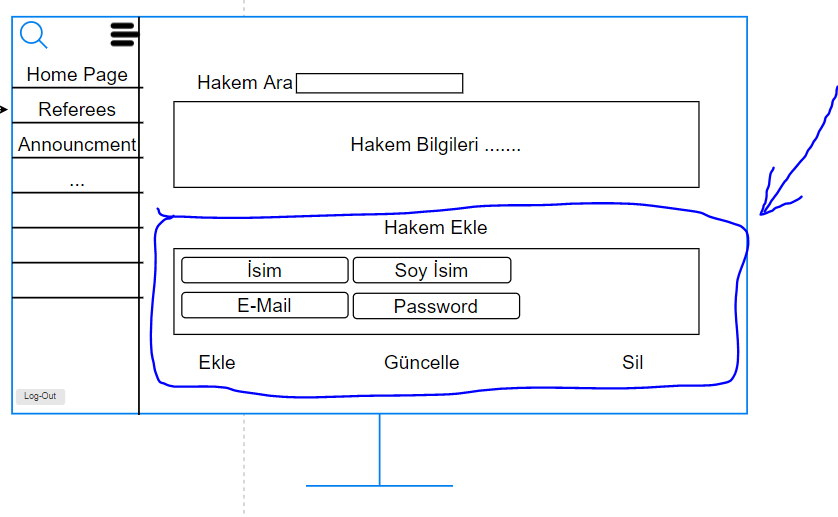 Home Page
Referees
Announcment
...
Log-Out
Hakem Ara
Hakem Bilgileri .......
Hakem Ekle
İsim Soy İsim
E-Mail Password
Ekle Güncelle Sil